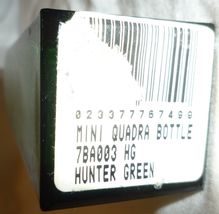 023377767499
MINI QUADRA BOTTLE
7BA003 HG
HUNTER GREEN